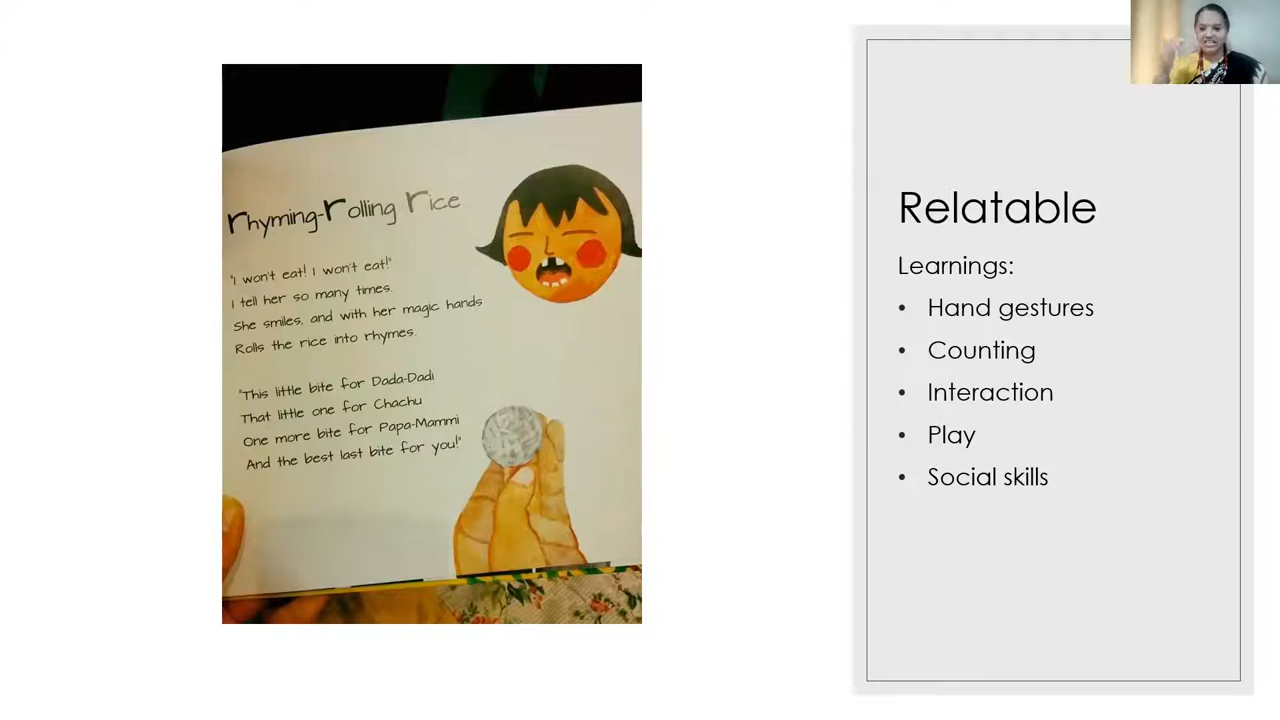 rhyming-rolling rice
"I won't eat! I won't eat!"
I tell her so many times.
She smiles, and with her magic hands
Rolls the rice into rhymes.
"This little bite for Dada-Dadi
That little one for Chachu
One more bite for Papa-Mammi
And the best last bite for you!"
Relatable
Learnings:
• Hand gestures
• Counting
• Interaction
• Play
• Social skills